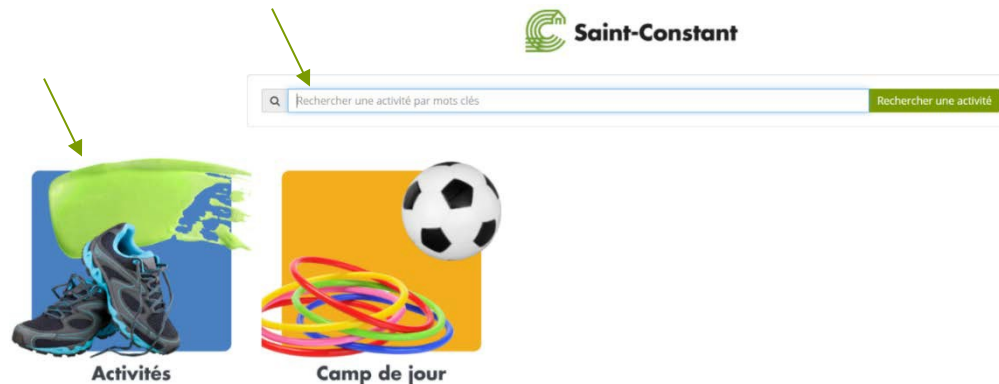 Saint-Constant
Rechercher une activité par mots clés
Rechercher une activité
Activités
Camp de jour